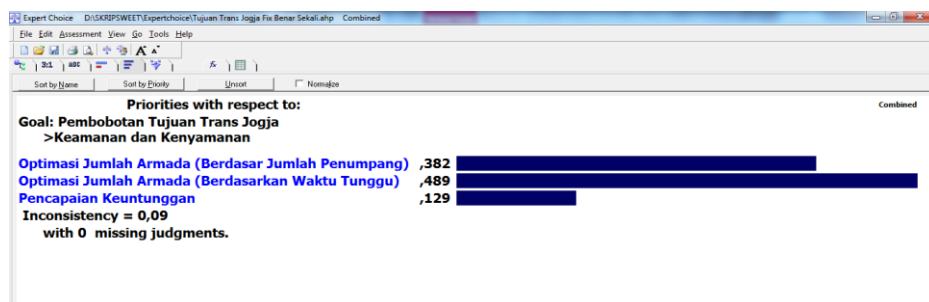 Expert Choice D:\SKRIPSWEET\Expertchoice\Tujuan Trans Jogja Fix Benar Sekali.ahp Combined
File Edit Assessment View Go Tools Help
3:1 ABC
Sort by Name Sort by Priority Unsort Normalize
Priorities with respect to: Combined
Goal: Pembobotan Tujuan Trans Jogja
>Keamanan dan Kenyamanan
Optimasi Jumlah Armada (Berdasar Jumlah Penumpang) ,382
Optimasi Jumlah Armada (Berdasarkan Waktu Tunggu) ,489
Pencapaian Keuntunggan ,129
Inconsistency = 0,09
with 0 missing judgments.